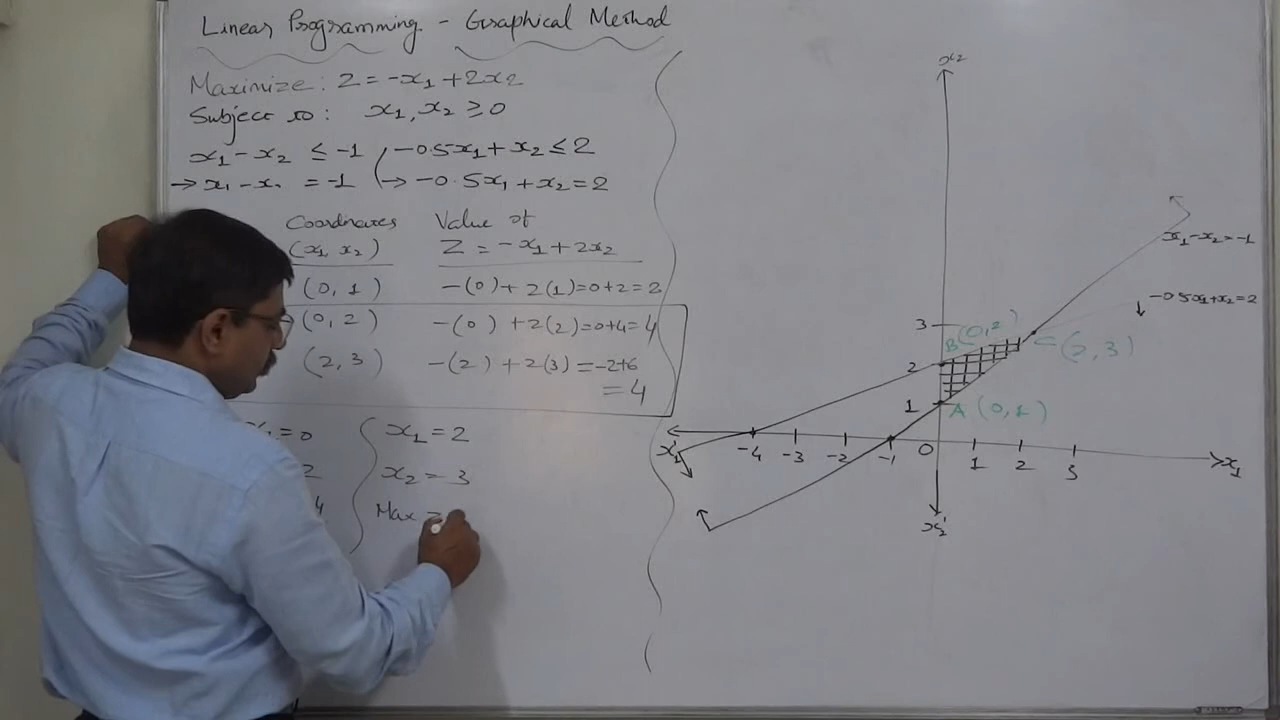 Linear Programming - Graphical Method
Maximize: Z = -x₁ + 2x₂
Subject to: x₁, x₂ ≥ 0
x₁ - x₂ ≤ -1 -0.5x₁ + x₂ ≤ 2
→ x₁ - x. = -1 → -0.5x₁ + x₂ = 2
Coordinates Value of
(x₁, x₂) Z = -x₁ + 2x₂
(0, 1) -(0) + 2(1) = 0+2 = 2
(0, 2) -(0) + 2(2) = 0+4 = 4
(2, 3) -(2) + 2(3) = -2+6
= 4
= 0 x₁ = 2
2 x₂ = 3
4 Max =
x₂
x₁ - x₂ = -1
-0.5x₁ + x₂ = 2
3
B (0, 2)
C (2, 3)
2
1 A (0, 1)
x₁' -4 -3 -2 -1 0 1 2 3 x₁
x₂'